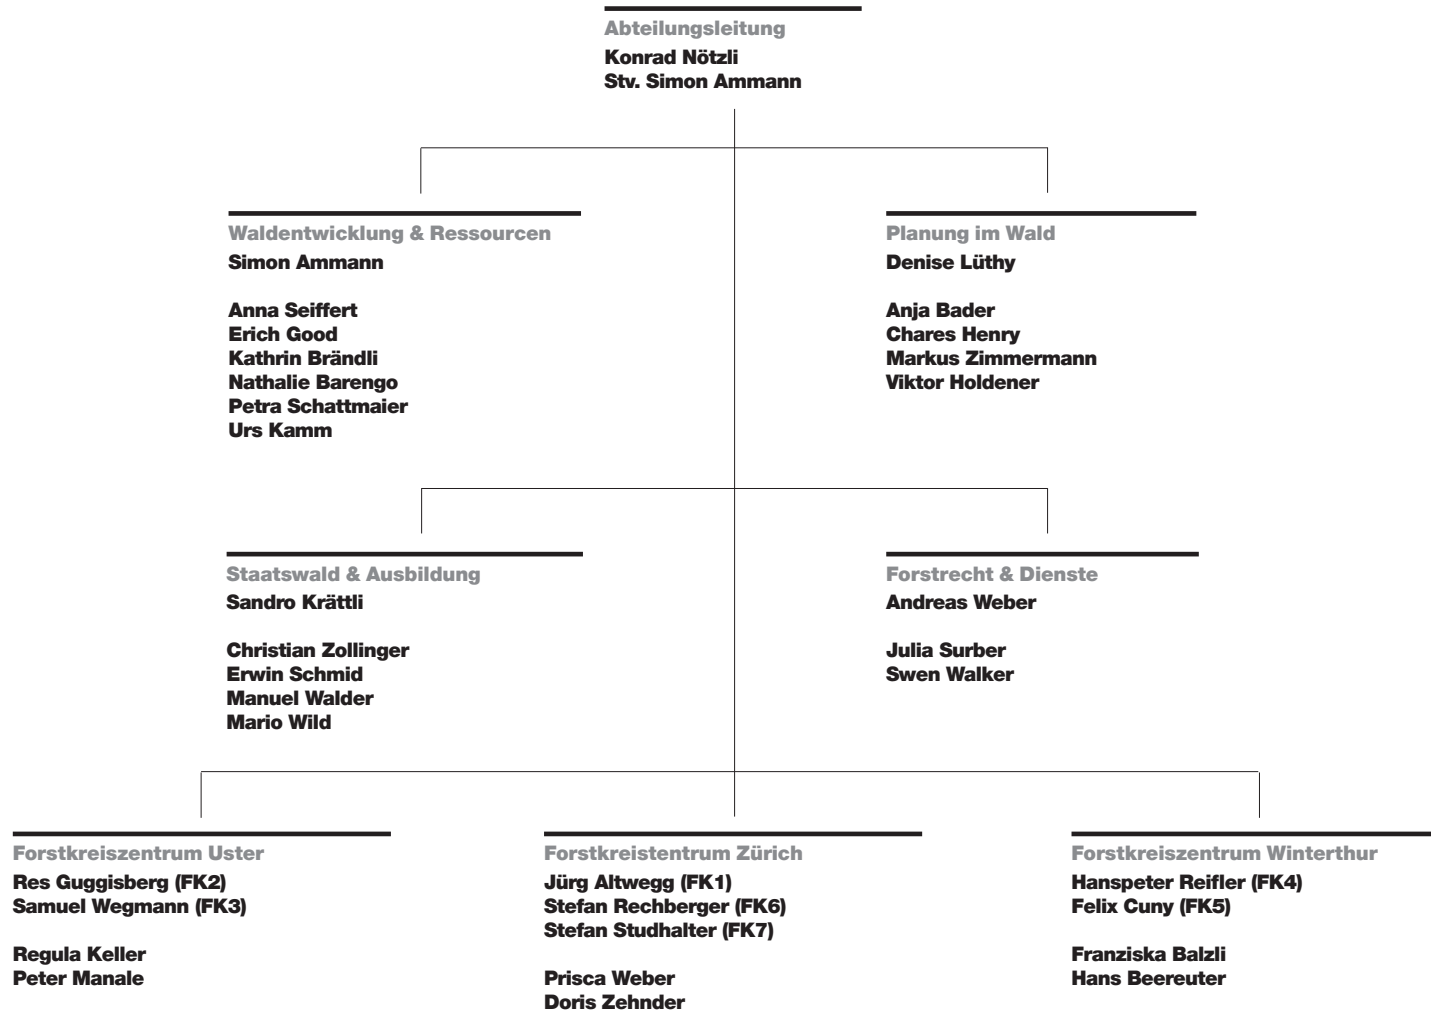 Abteilungsleitung
Konrad Nötzli
Stv. Simon Ammann
Waldentwicklung & Ressourcen
Simon Ammann
Anna Seiffert
Erich Good
Kathrin Brändli
Nathalie Barengo
Petra Schattmaier
Urs Kamm
Planung im Wald
Denise Lüthy
Anja Bader
Chares Henry
Markus Zimmermann
Viktor Holdener
Staatswald & Ausbildung
Sandro Krättli
Christian Zollinger
Erwin Schmid
Manuel Walder
Mario Wild
Forstrecht & Dienste
Andreas Weber
Julia Surber
Swen Walker
Forstkreiszentrum Uster
Res Guggisberg (FK2)
Samuel Wegmann (FK3)
Regula Keller
Peter Manale
Forstkreistentrum Zürich
Jürg Altwegg (FK1)
Stefan Rechberger (FK6)
Stefan Studhalter (FK7)
Prisca Weber
Doris Zehnder
Forstkreiszentrum Winterthur
Hanspeter Reifler (FK4)
Felix Cuny (FK5)
Franziska Balzli
Hans Beereuter